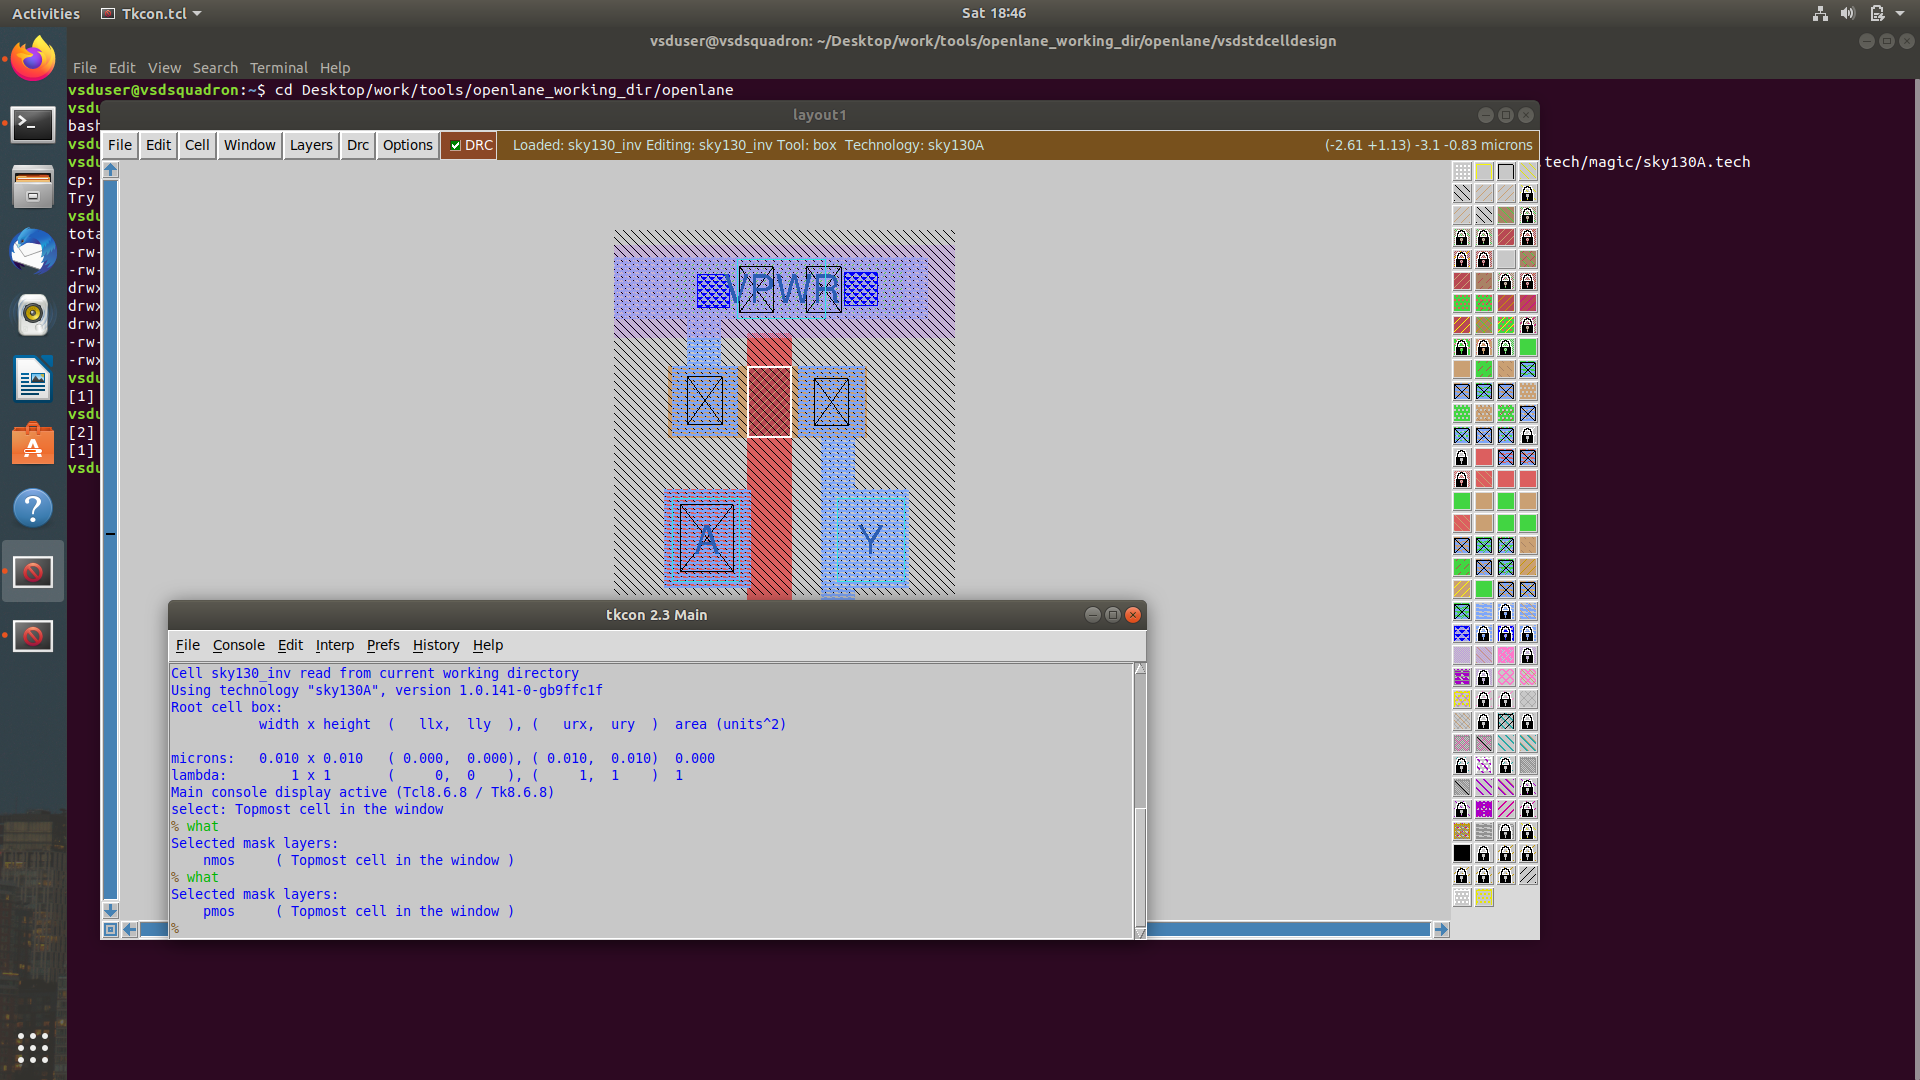 Activities Tkcon.tcl Sat 18:46
vsduser@vsdsquadron: ~/Desktop/work/tools/openlane_working_dir/openlane/vsdstdcelldesign
File Edit View Search Terminal Help
vsduser@vsdsquadron:~$ cd Desktop/work/tools/openlane_working_dir/openlane
vsdu
layout1
bash
File Edit Cell Window Layers Drc Options DRC Loaded: sky130_inv Editing: sky130_inv Tool: box Technology: sky130A (-2.61 +1.13) -3.1 -0.83 microns
vsdu
vsdu
.tech/magic/sky130A.tech
cp:
Try
vsdu
tota
-rw-
-rw-
drwx
drwx
drwx
-rw-
-rwx
vsdu
[1]
vsdu
[2]
[1]
vsdu
VPWR
A
Y
tkcon 2.3 Main
File Console Edit Interp Prefs History Help
Cell sky130_inv read from current working directory
Using technology "sky130A", version 1.0.141-0-gb9ffc1f
Root cell box:
width x height ( llx, lly ), ( urx, ury ) area (units^2)
microns: 0.010 x 0.010 ( 0.000, 0.000), ( 0.010, 0.010) 0.000
lambda: 1 x 1 ( 0, 0 ), ( 1, 1 ) 1
Main console display active (Tcl8.6.8 / Tk8.6.8)
select: Topmost cell in the window
% what
Selected mask layers:
nmos ( Topmost cell in the window )
% what
Selected mask layers:
pmos ( Topmost cell in the window )
%